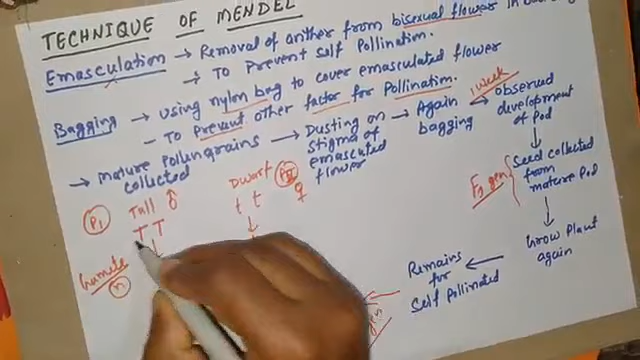 TECHNIQUE OF MENDEL
Emasculation → Removal of anther from bisexual flower in
→ To Prevent Self Pollination.
Bagging → Using nylon bag to cover emasculated flower
- To Prevent other factor for Pollination.
→ Mature Pollengrains collected → Dusting on stigma of emasculated flower → Again bagging
1 week
Observed development of Pod
Seed collected from mature Pod
F1 gen
Grow Plant again
Remains for Self Pollinated
P1 Tall ♂
T T
Dwarf ♀
t t
Gamete
n